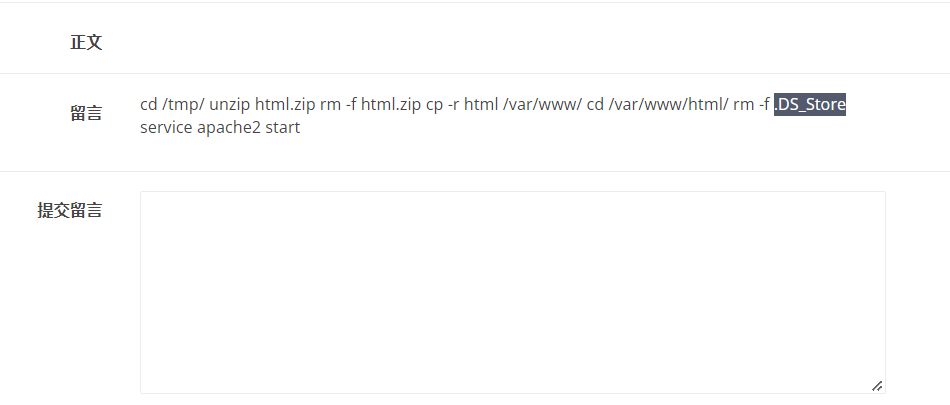 正文
留言
cd /tmp/ unzip html.zip rm -f html.zip cp -r html /var/www/ cd /var/www/html/ rm -f .DS_Store
service apache2 start
提交留言